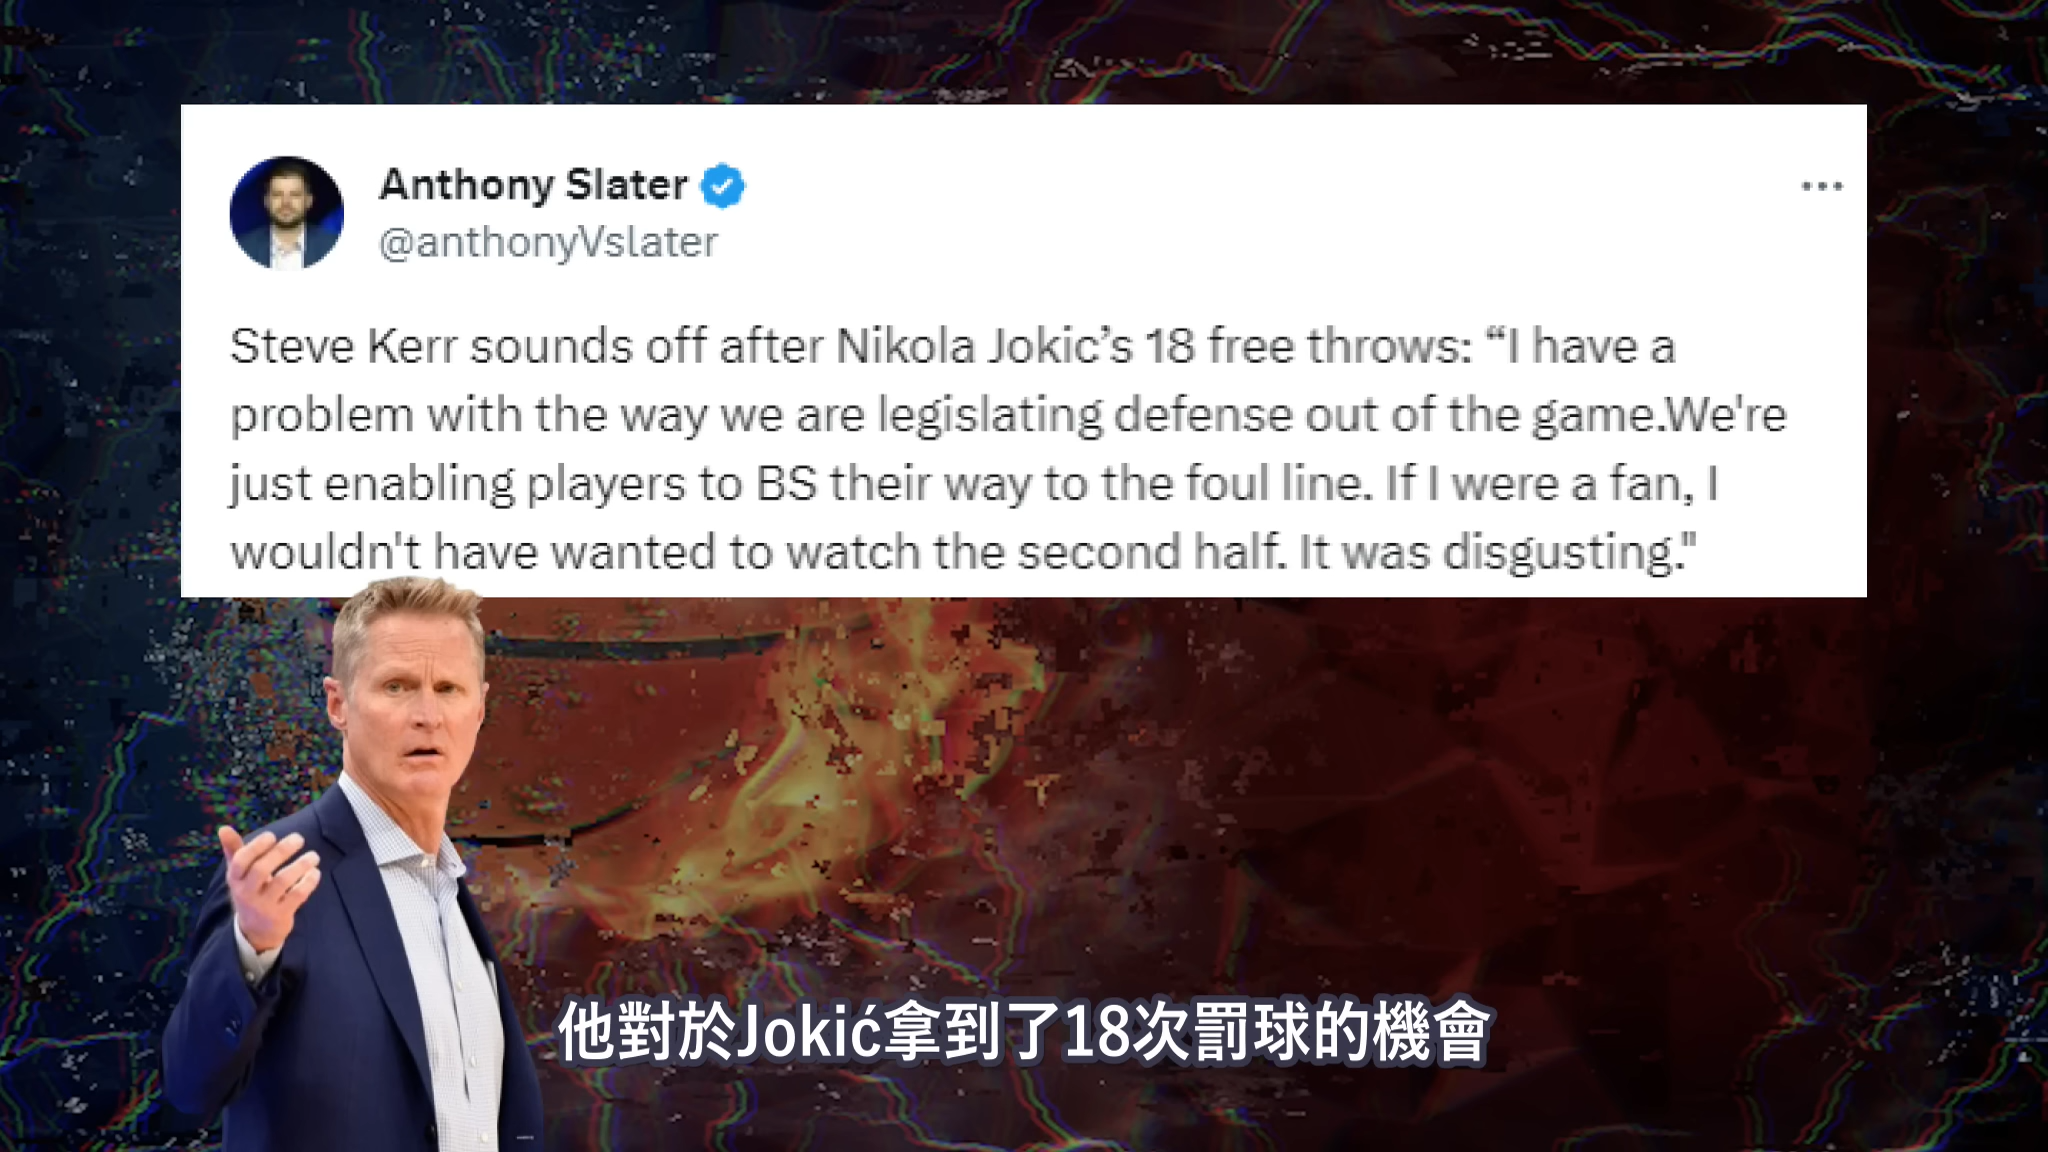 Anthony Slater
@anthonyVslater
Steve Kerr sounds off after Nikola Jokic’s 18 free throws: “I have a
problem with the way we are legislating defense out of the game.We're
just enabling players to BS their way to the foul line. If I were a fan, I
wouldn't have wanted to watch the second half. It was disgusting."
他對於Jokić拿到了18次罰球的機會